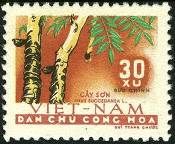 30
XU
BƯU CHÍNH
CÂY SƠN
RHUS SUCCEDANEA L.
VIỆT-NAM
DÂN CHỦ CỘNG HÒA